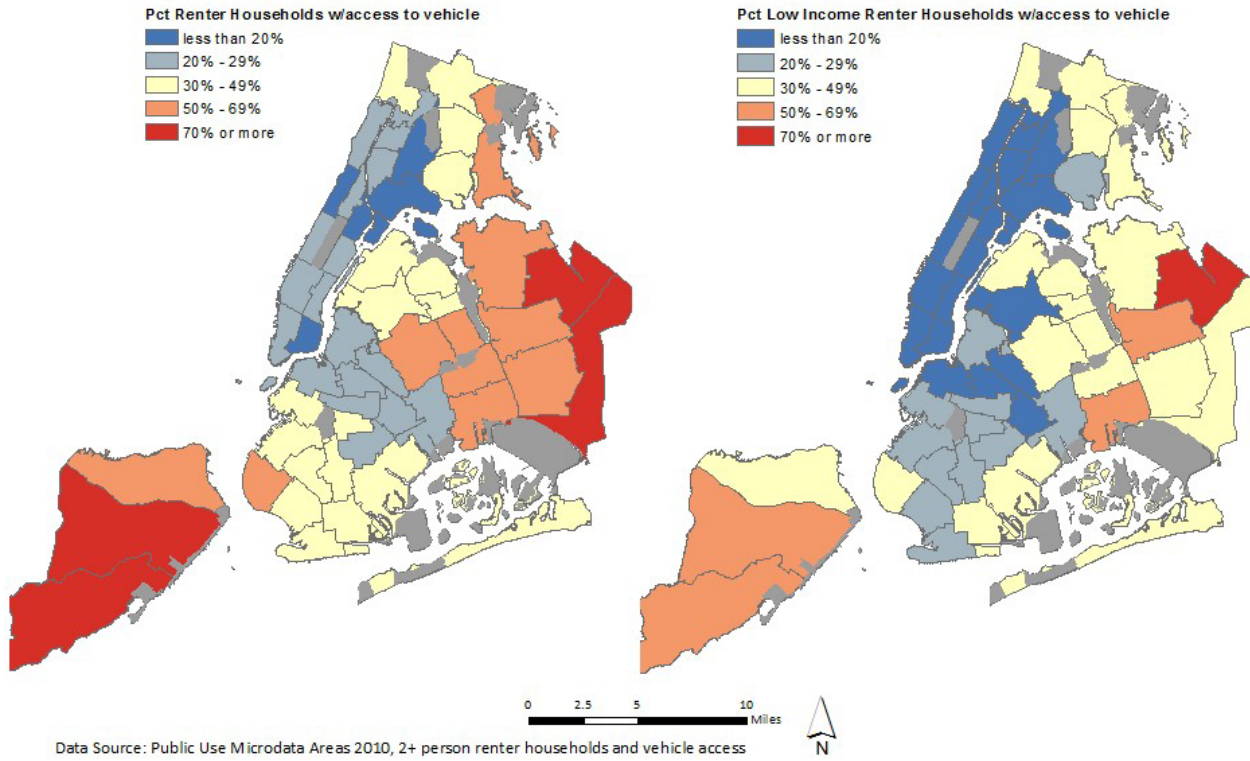 Pct Renter Households w/access to vehicle
less than 20%
20% - 29%
30% - 49%
50% - 69%
70% or more
Pct Low Income Renter Households w/access to vehicle
less than 20%
20% - 29%
30% - 49%
50% - 69%
70% or more
0 2.5 5 10
Miles
N
Data Source: Public Use Microdata Areas 2010, 2+ person renter households and vehicle access